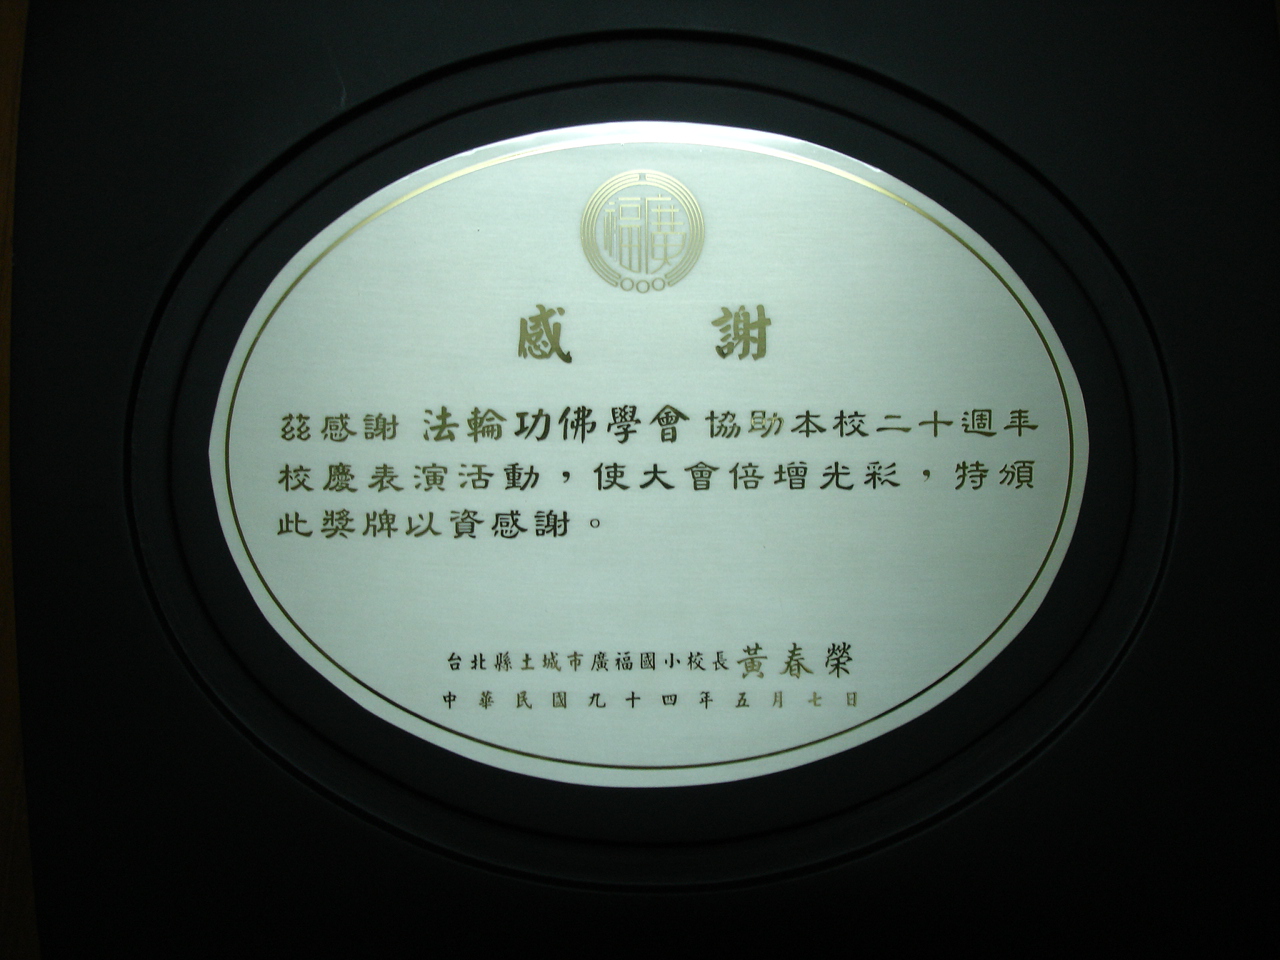 廣福
感 謝
茲感謝 法輪功佛學會 協助本校二十週年
校慶表演活動，使大會倍增光彩，特頒
此獎牌以資感謝。
台北縣土城市廣福國小校長黃春榮
中華民國九十四年五月七日